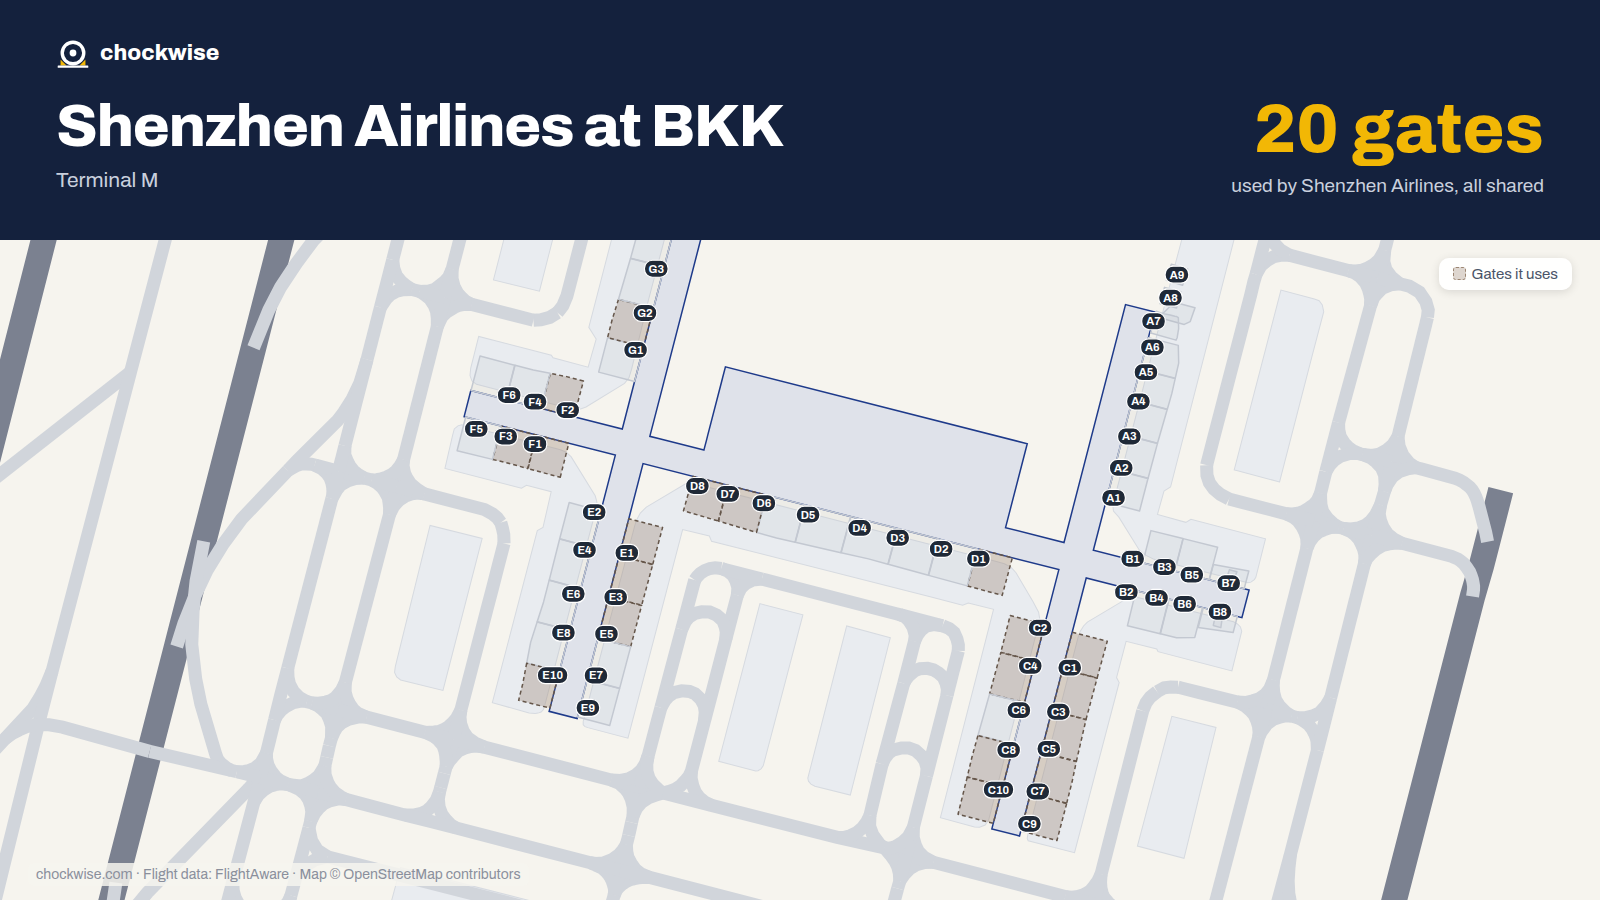 chockwise
Shenzhen Airlines at BKK
Terminal M
20 gates
used by Shenzhen Airlines, all shared
Gates it uses
G3
G2
G1
F6
F4
F2
F5
F3
F1
E2
E4
E1
E6
E3
E8
E5
E10
E7
E9
D8
D7
D6
D5
D4
D3
D2
D1
C2
C4
C1
C6
C3
C8
C5
C10
C7
C9
A9
A8
A7
A6
A5
A4
A3
A2
A1
B1
B3
B5
B7
B2
B4
B6
B8
chockwise.com · Flight data: FlightAware · Map © OpenStreetMap contributors